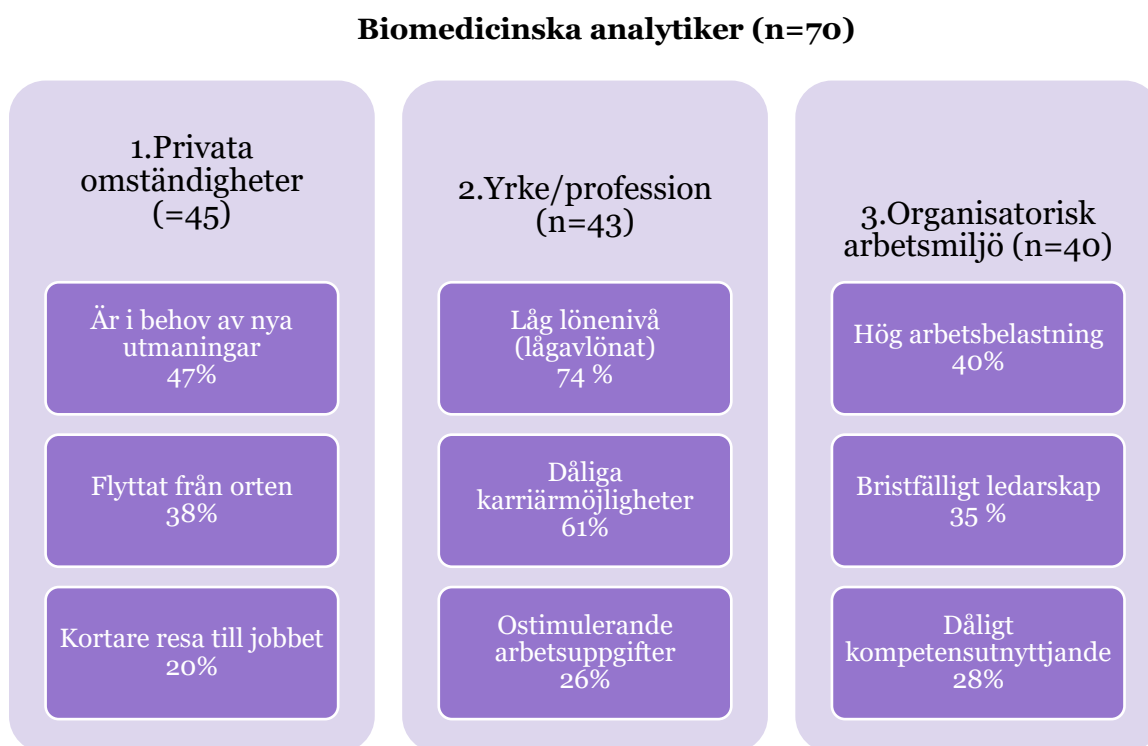 Biomedicinska analytiker (n=70)
1.Privata
omständigheter
(=45)
Är i behov av nya
utmaningar
47%
Flyttat från orten
38%
Kortare resa till jobbet
20%
2.Yrke/profession
(n=43)
Låg lönenivå
(lågavlönat)
74 %
Dåliga
karriärmöjligheter
61%
Ostimulerande
arbetsuppgifter
26%
3.Organisatorisk
arbetsmiljö (n=40)
Hög arbetsbelastning
40%
Bristfälligt ledarskap
35 %
Dåligt
kompetensutnyttjande
28%